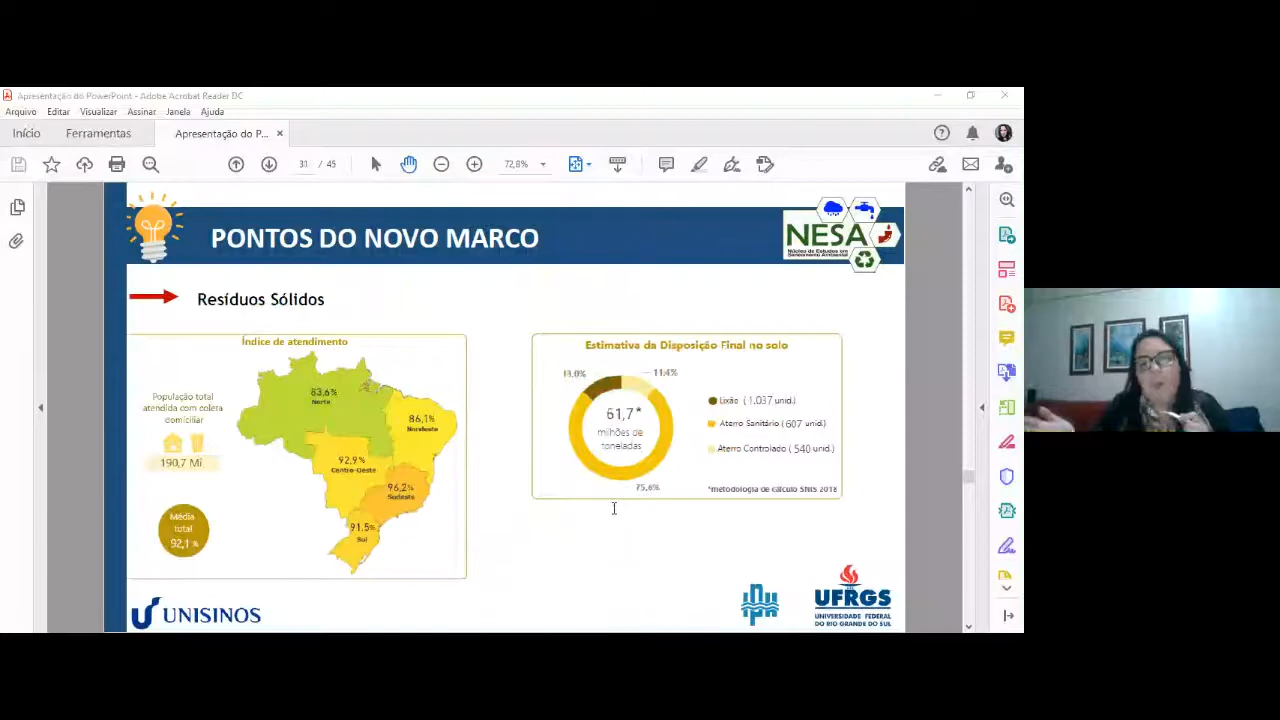 Apresentação do PowerPoint - Adobe Acrobat Reader DC
Arquivo Editar Visualizar Assinar Janela Ajuda
Início Ferramentas Apresentação do P... ×
31 / 45 72,8%
PONTOS DO NOVO MARCO
NESA
Núcleo de Estudos em
Saneamento Ambiental
Resíduos Sólidos
Índice de atendimento
População total
atendida com coleta
domiciliar
190,7 Mi
Média
total
92,1 %
83,6%
Norte
86,1%
Nordeste
92,9%
Centro-Oeste
96,2%
Sudeste
91,5%
Sul
Estimativa da Disposição Final no solo
13,0%
11,4%
61,7*
milhões de
toneladas
75,6%
Lixão (1.037 unid.)
Aterro Sanitário (607 unid.)
Aterro Controlado (540 unid.)
*metodologia de cálculo SNIS 2018
UNISINOS
UFRGS
UNIVERSIDADE FEDERAL
DO RIO GRANDE DO SUL